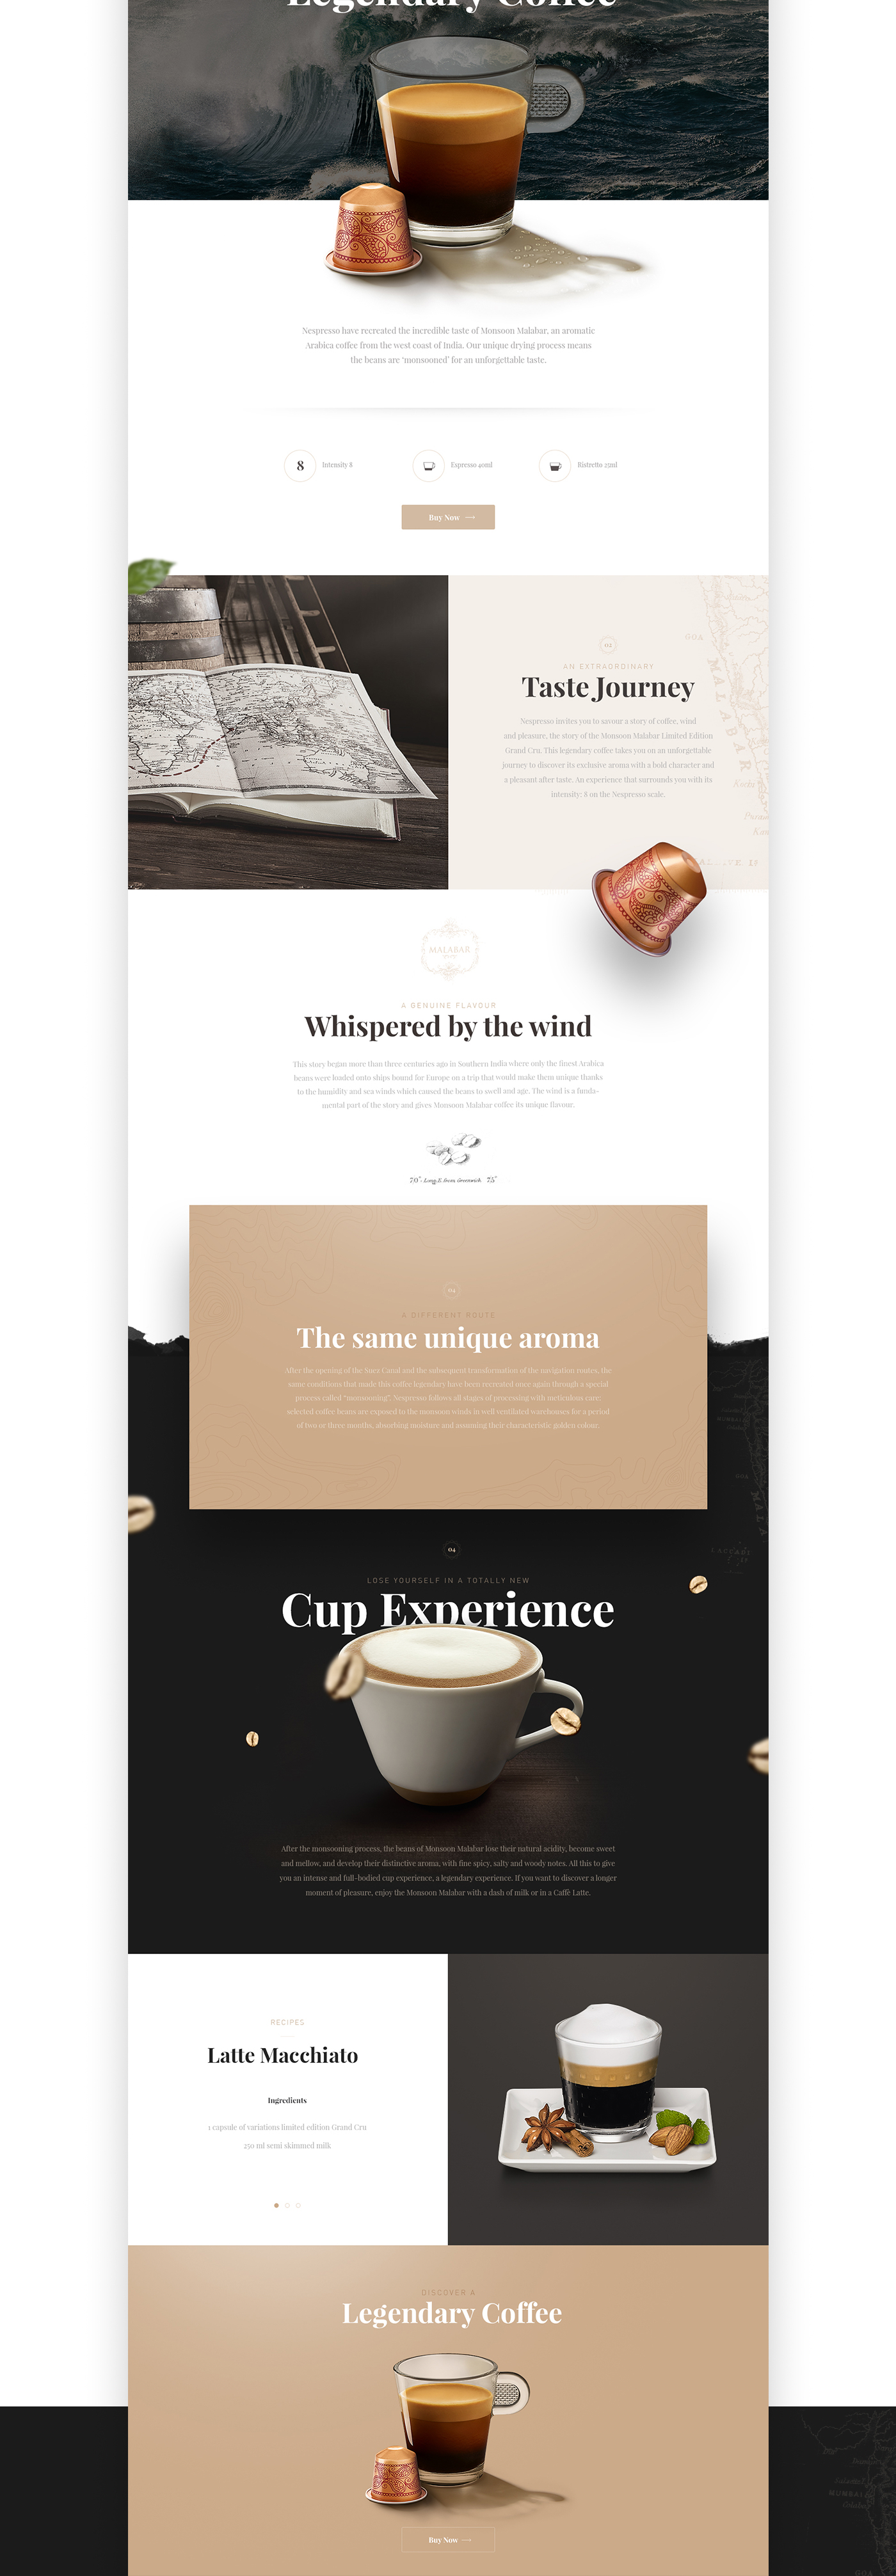 Legendary Coffee
Nespresso have recreated the incredible taste of Monsoon Malabar, an aromatic
Arabica coffee from the west coast of India. Our unique drying process means
the beans are ‘monsooned’ for an unforgettable taste.
8
Intensity 8
Espresso 40ml
Ristretto 25ml
Buy Now
GOA
AN EXTRAORDINARY
Taste Journey
Nespresso invites you to savour a story of coffee, wind
and pleasure, the story of the Monsoon Malabar Limited Edition
Grand Cru. This legendary coffee takes you on an unforgettable
journey to discover its exclusive aroma with a bold character and
a pleasant after taste. An experience that surrounds you with its
intensity: 8 on the Nespresso scale.
Kochi
MALABAR
A GENUINE FLAVOUR
Whispered by the wind
This story began more than three centuries ago in Southern India where only the finest Arabica
beans were loaded onto ships bound for Europe on a trip that would make them unique thanks
to the humidity and sea winds which caused the beans to swell and age. The wind is a funda-
mental part of the story and gives Monsoon Malabar coffee its unique flavour.
70° Long. E. from Greenwich 75°
04
A DIFFERENT ROUTE
The same unique aroma
After the opening of the Suez Canal and the subsequent transformation of the navigation routes, the
same conditions that made this coffee legendary have been recreated once again through a special
process called “monsooning”. Nespresso follows all stages of processing with meticulous care:
selected coffee beans are exposed to the monsoon winds in well-ventilated warehouses for a period
of two or three months, absorbing moisture and assuming their characteristic golden colour.
04
LOSE YOURSELF IN A TOTALLY NEW
Cup Experience
After the monsooning process, the beans of Monsoon Malabar lose their natural acidity, become sweet
and mellow, and develop their distinctive aroma, with fine spicy, salty and woody notes. All this to give
you an intense and full-bodied cup experience, a legendary experience. If you want to discover a longer
moment of pleasure, enjoy the Monsoon Malabar with a dash of milk or in a Caffè Latte.
RECIPES
Latte Macchiato
Ingredients
1 capsule of variations limited edition Grand Cru
250 ml semi-skimmed milk
DISCOVER A
Legendary Coffee
Buy Now